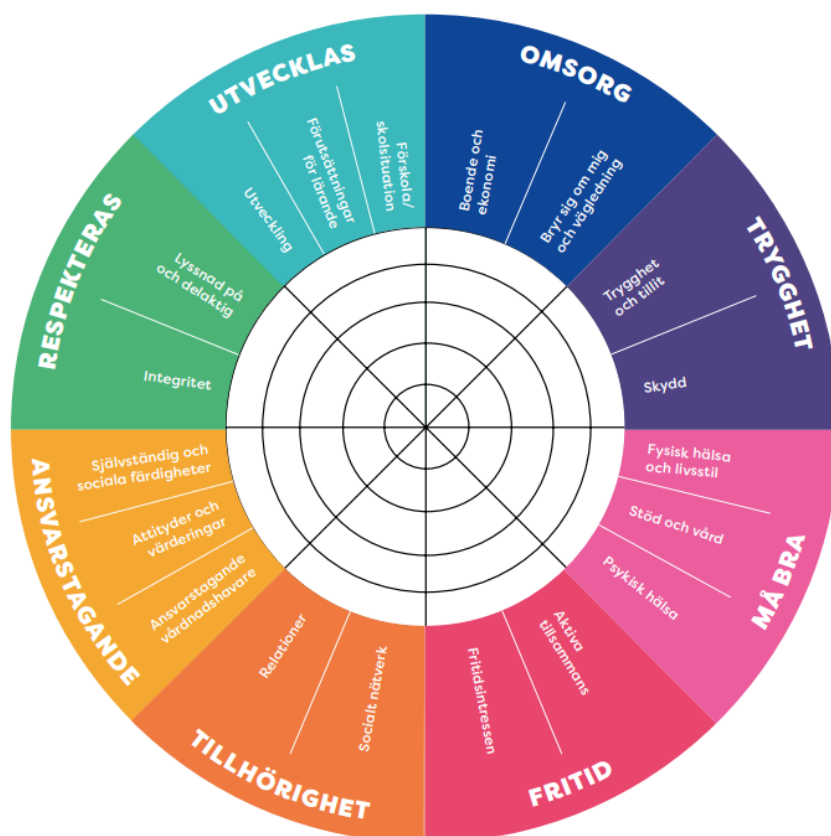 OMSORG
Boende och
ekonomi
Bryr sig om mig
och vägledning
TRYGGHET
Trygghet
och tillit
Skydd
MÅ BRA
Fysisk hälsa
och livsstil
Stöd och vård
Psykisk hälsa
FRITID
Aktiva
tillsammans
Fritidsintressen
TILLHÖRIGHET
Socialt nätverk
Relationer
ANSVARSTAGANDE
Ansvarstagande
vårdnadshavare
Attityder och
värderingar
Självständig och
sociala färdigheter
RESPEKTERAS
Integritet
Lyssnad på
och delaktig
UTVECKLAS
Utveckling
Förutsättningar
för lärande
Förskola/
skolsituation